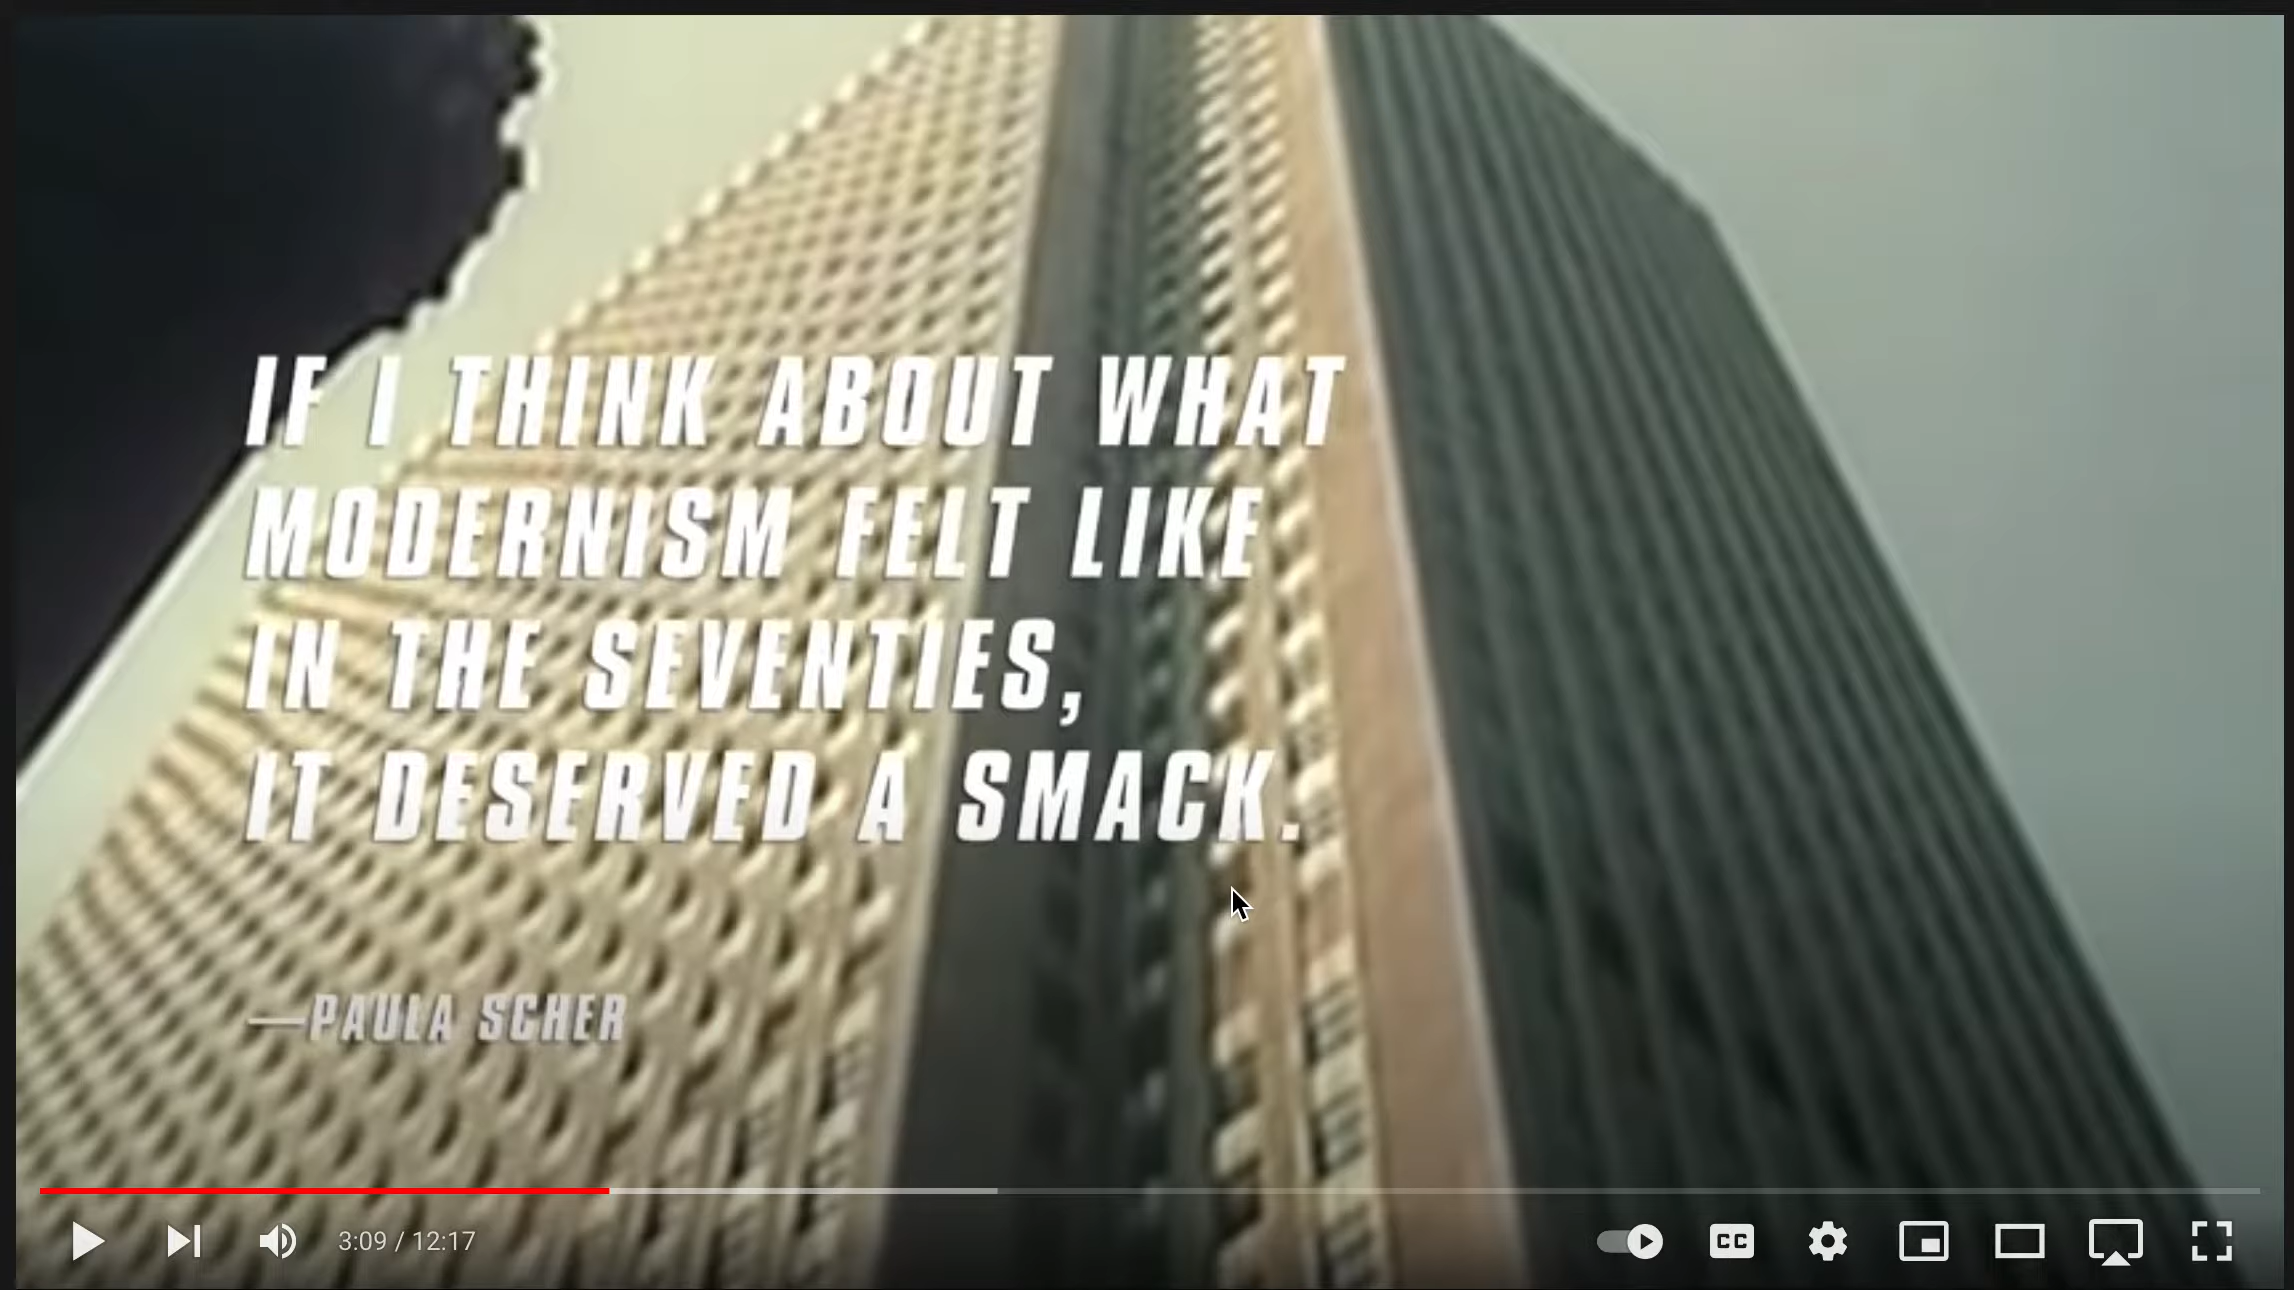 IF I THINK ABOUT WHAT
MODERNISM FELT LIKE
IN THE SEVENTIES,
IT DESERVED A SMACK.
—PAULA SCHER
3:09 / 12:17
CC